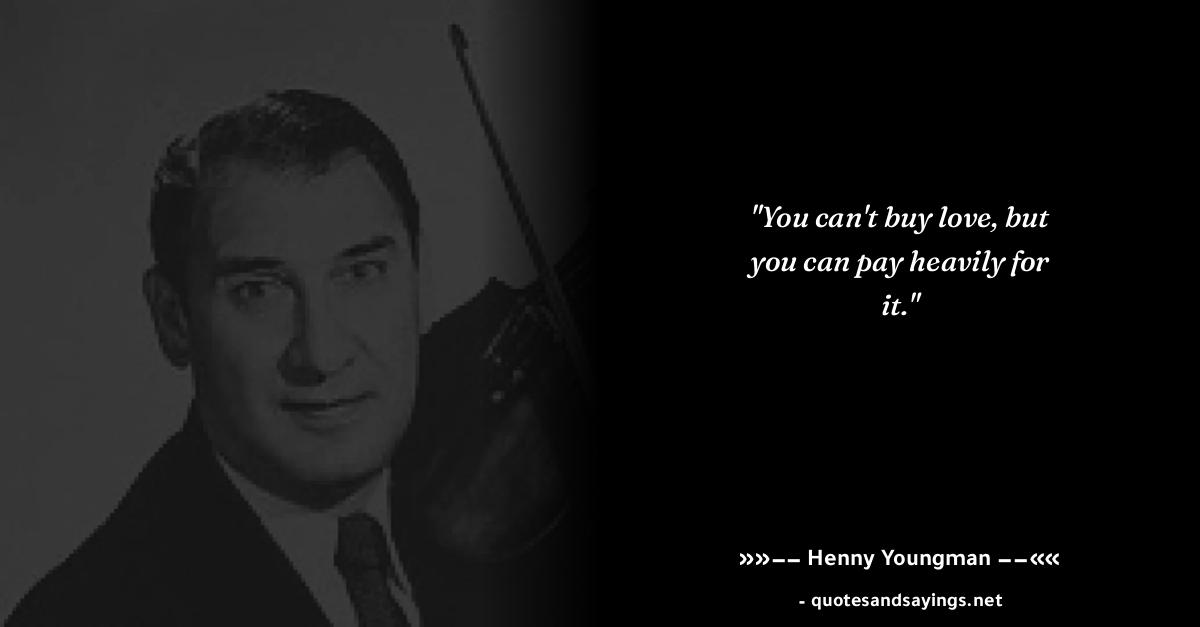 "You can't buy love, but
you can pay heavily for
it."
»»−− Henny Youngman −−««
- quotesandsayings.net